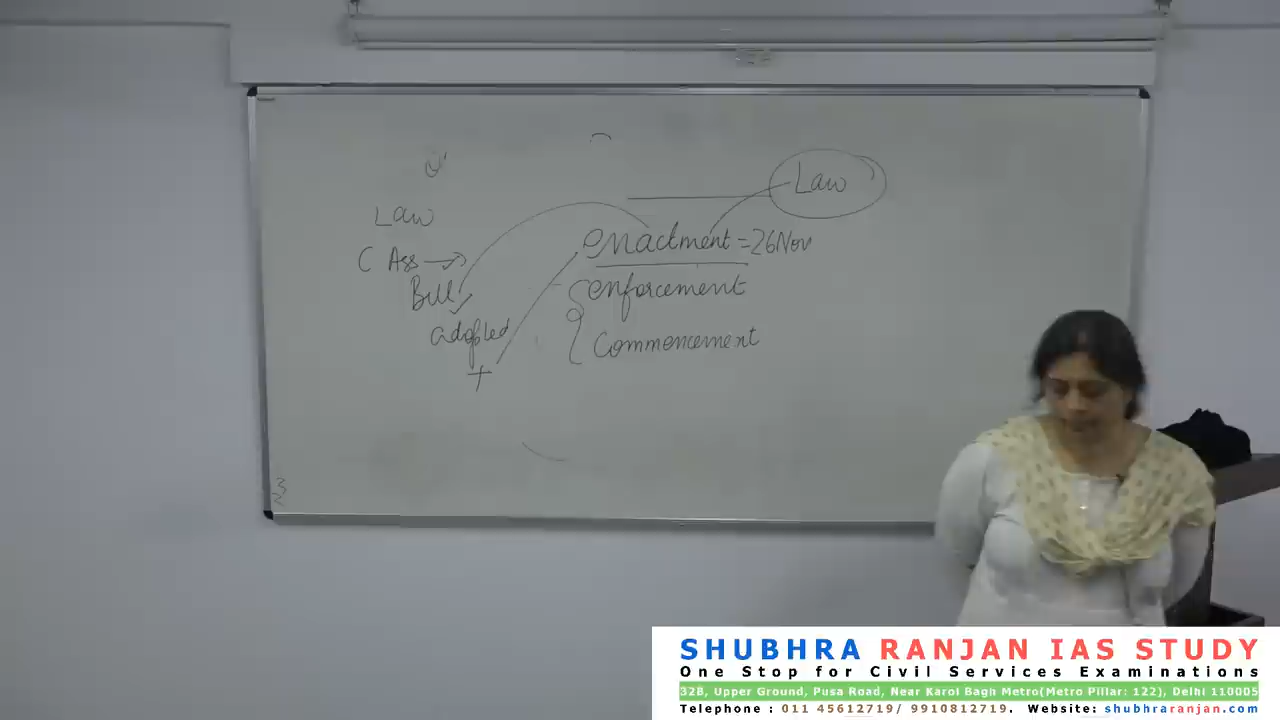 Law
Law
C Ass
enactment = 26 Nov
Bill
enforcement
adopted
Commencement
SHUBHRA RANJAN IAS STUDY
One Stop for Civil Services Examinations
32B, Upper Ground, Pusa Road, Near Karol Bagh Metro(Metro Pillar: 122), Delhi 110005
Telephone : 011 45612719/ 9910812719. Website: shubhraranjan.com